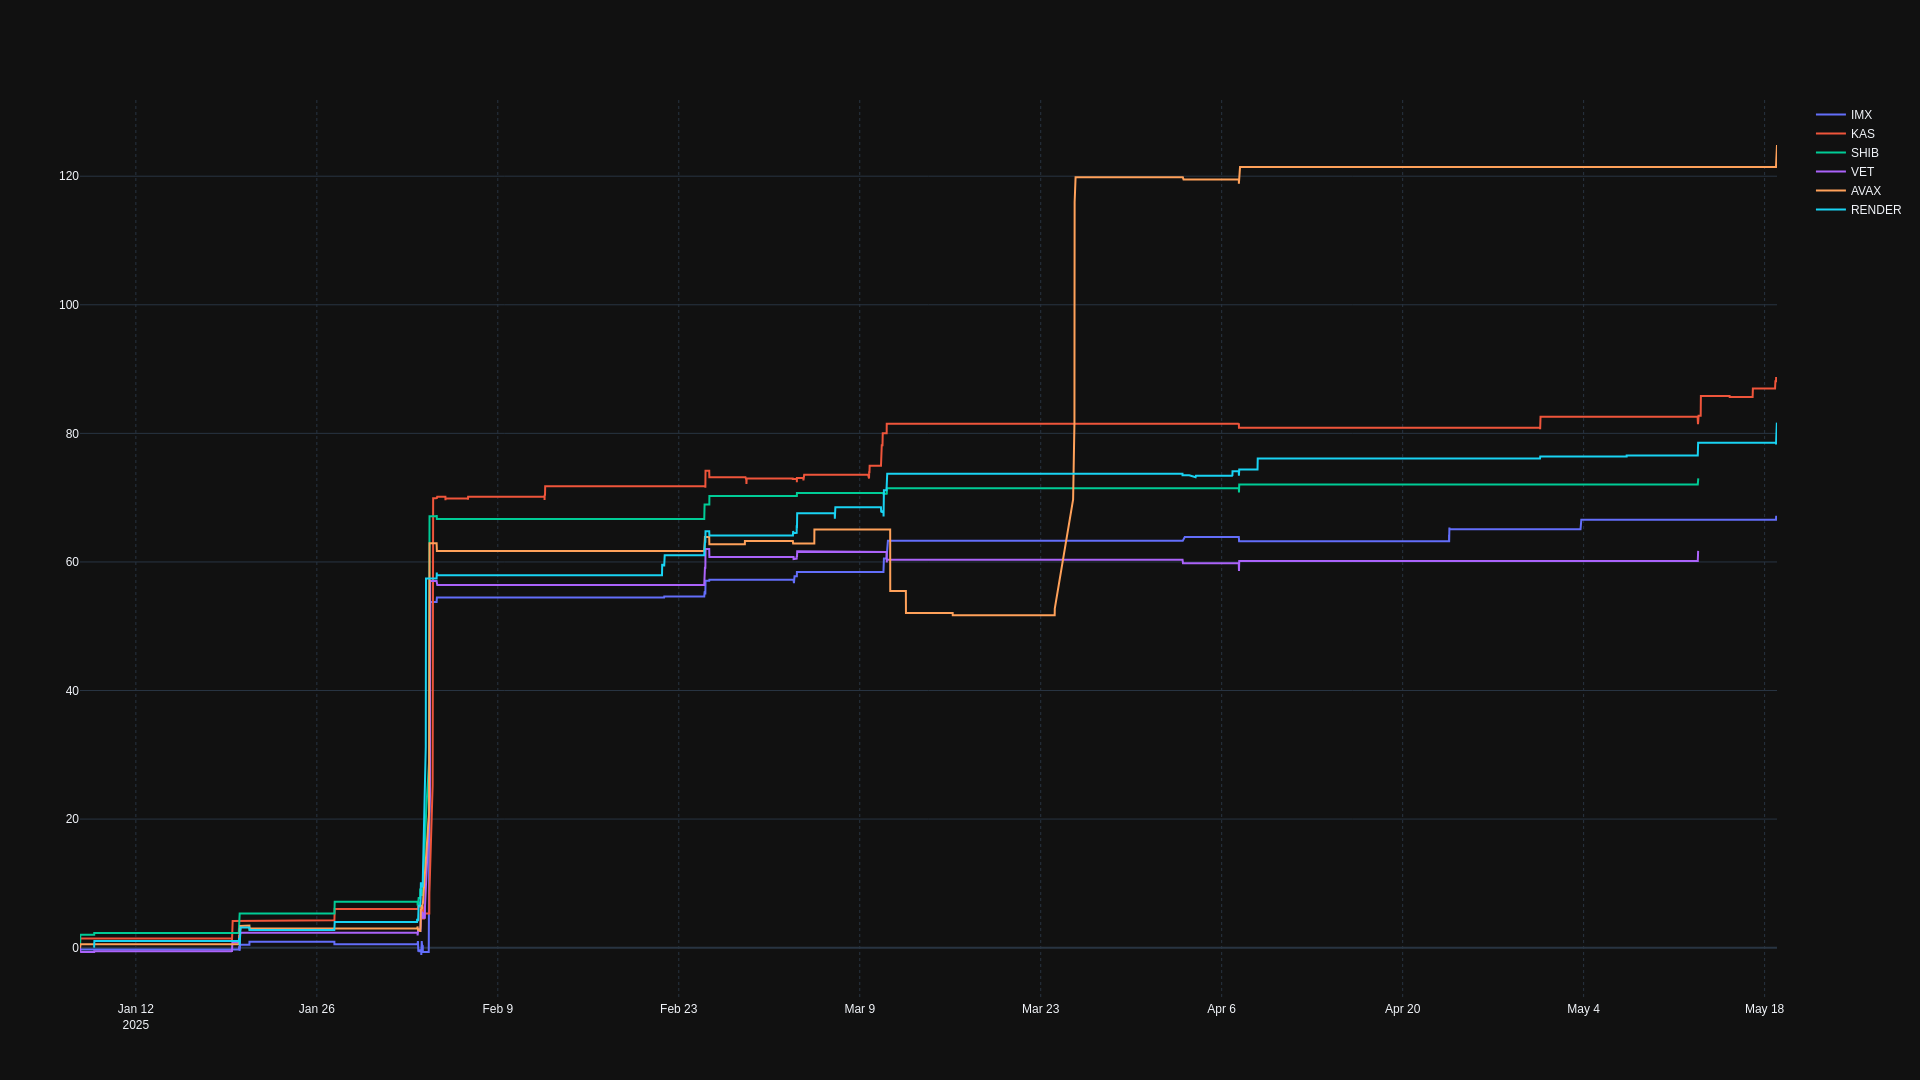 IMX
KAS
SHIB
VET
AVAX
RENDER
120
100
80
60
40
20
0
Jan 12
2025
Jan 26
Feb 9
Feb 23
Mar 9
Mar 23
Apr 6
Apr 20
May 4
May 18